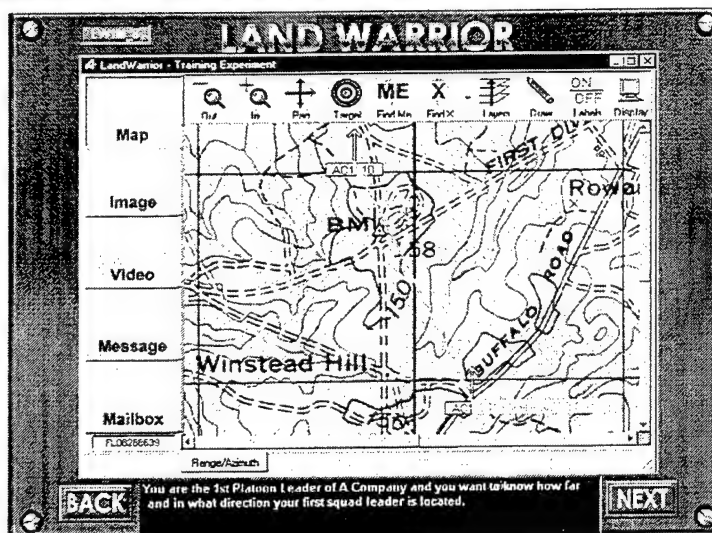 LAND WARRIOR
LandWarrior - Training Experiment
Out In Pan Target ME Find Me X Find X Layers Draw ON OFF Labels Display
Map
Image
Video
Message
Mailbox
FIRST
Rowa
BM
58
150
BUFFALO ROAD
Winstead Hill
Range/Azimuth
BACK
You are the 1st Platoon Leader of A Company and you want to know how far
and in what direction your first squad leader is located.
NEXT